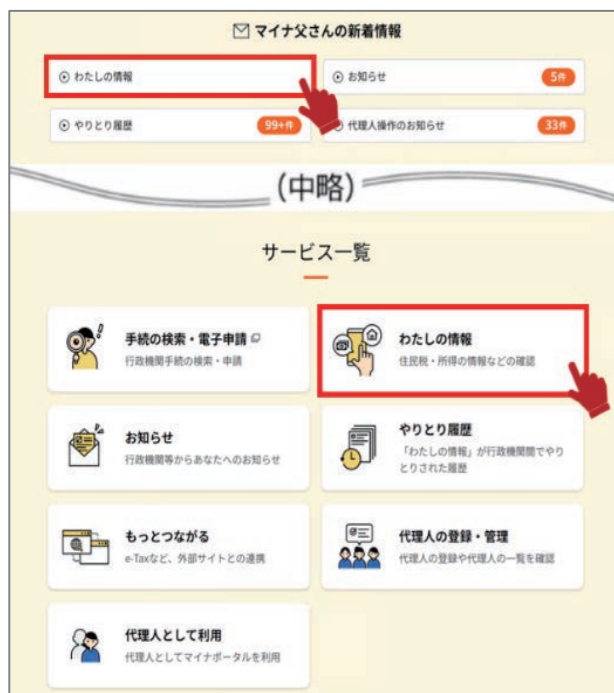 マイナ父さんの新着情報
わたしの情報
お知らせ
5件
やりとり履歴
99+件
代理人操作のお知らせ
33件
(中略)
サービス一覧
手続の検索・電子申請
行政機関手続の検索・申請
わたしの情報
住民税・所得の情報などの確認
お知らせ
行政機関等からあなたへのお知らせ
やりとり履歴
「わたしの情報」が行政機関間でやり
とりされた履歴
もっとつながる
e-Taxなど、外部サイトとの連携
代理人の登録・管理
代理人の登録や代理人の一覧を確認
代理人として利用
代理人としてマイナポータルを利用